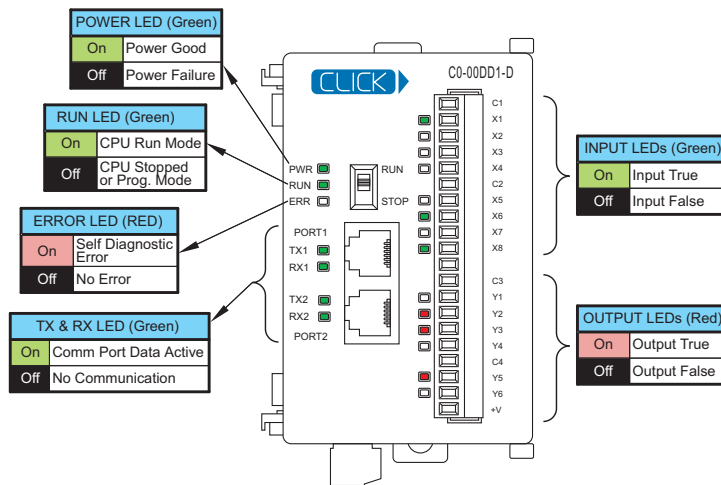 POWER LED (Green)
On Power Good
Off Power Failure
RUN LED (Green)
On CPU Run Mode
Off CPU Stopped
or Prog. Mode
ERROR LED (RED)
On Self Diagnostic
Error
Off No Error
TX & RX LED (Green)
On Comm Port Data Active
Off No Communication
CLICK
C0-00DD1-D
PWR
RUN
ERR
RUN
STOP
PORT1
TX1
RX1
TX2
RX2
PORT2
C1
X1
X2
X3
X4
C2
X5
X6
X7
X8
C3
Y1
Y2
Y3
Y4
C4
Y5
Y6
+V
INPUT LEDs (Green)
On Input True
Off Input False
OUTPUT LEDs (Red)
On Output True
Off Output False